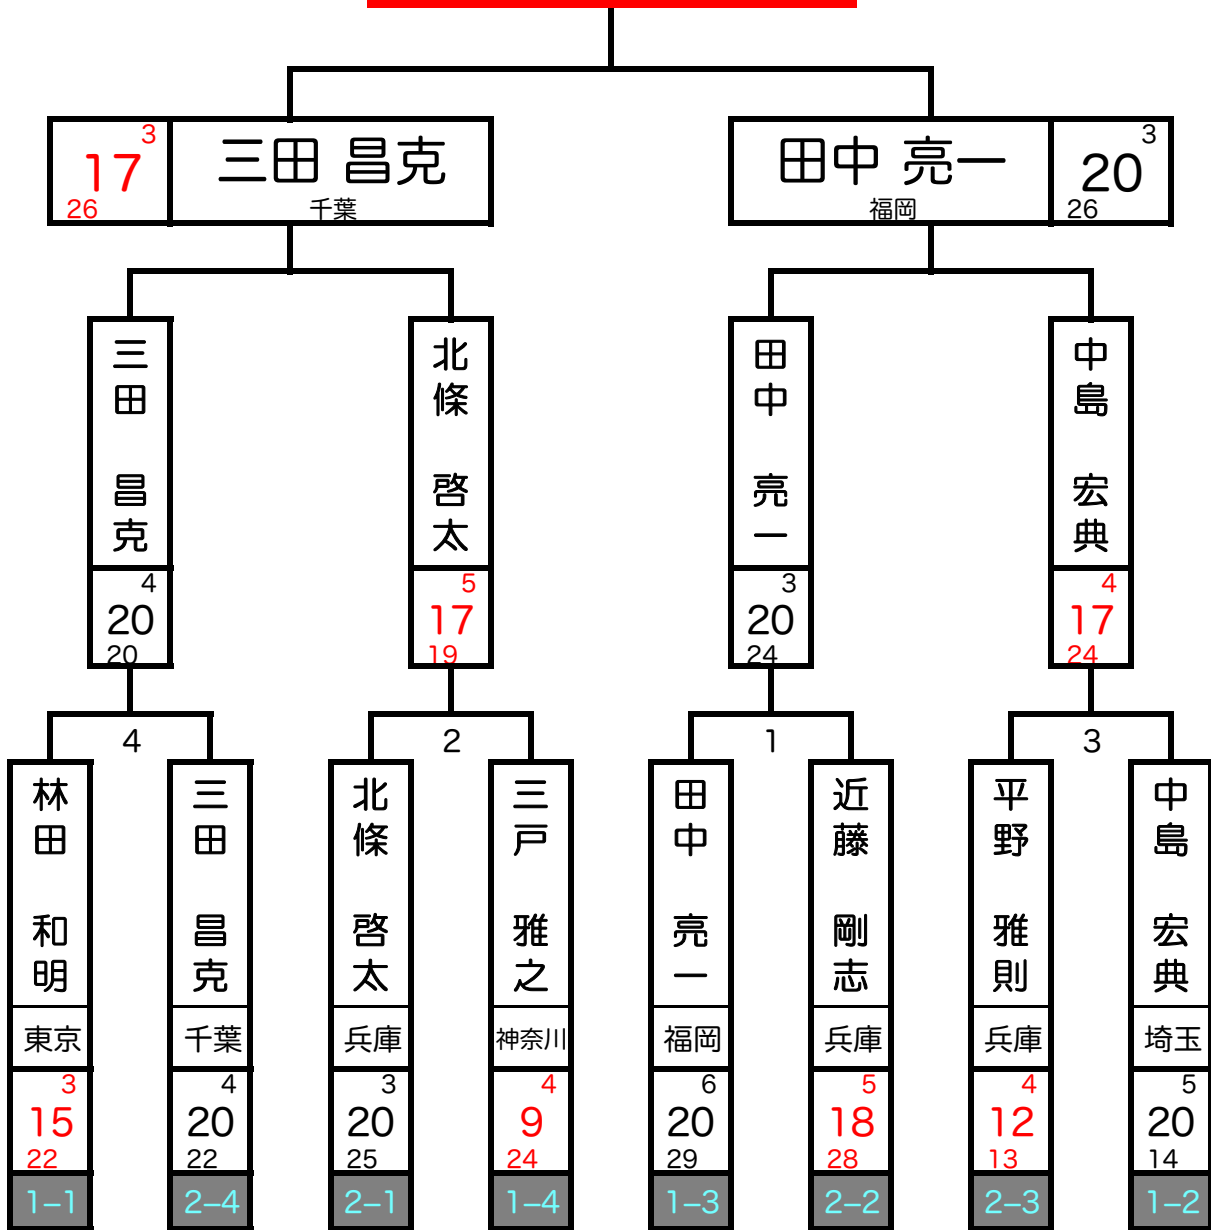 3
17
26
三田 昌克
千葉
田中 亮一
福岡
3
20
26
三田 昌克
4
20
20
北條 啓太
5
17
19
田中 亮一
3
20
24
中島 宏典
4
17
24
4
2
1
3
林田 和明
東京
3
15
22
1-1
三田 昌克
千葉
4
20
22
2-4
北條 啓太
兵庫
3
20
25
2-1
三戸 雅之
神奈川
4
9
24
1-4
田中 亮一
福岡
6
20
29
1-3
近藤 剛志
兵庫
5
18
28
2-2
平野 雅則
兵庫
4
12
13
2-3
中島 宏典
埼玉
5
20
14
1-2